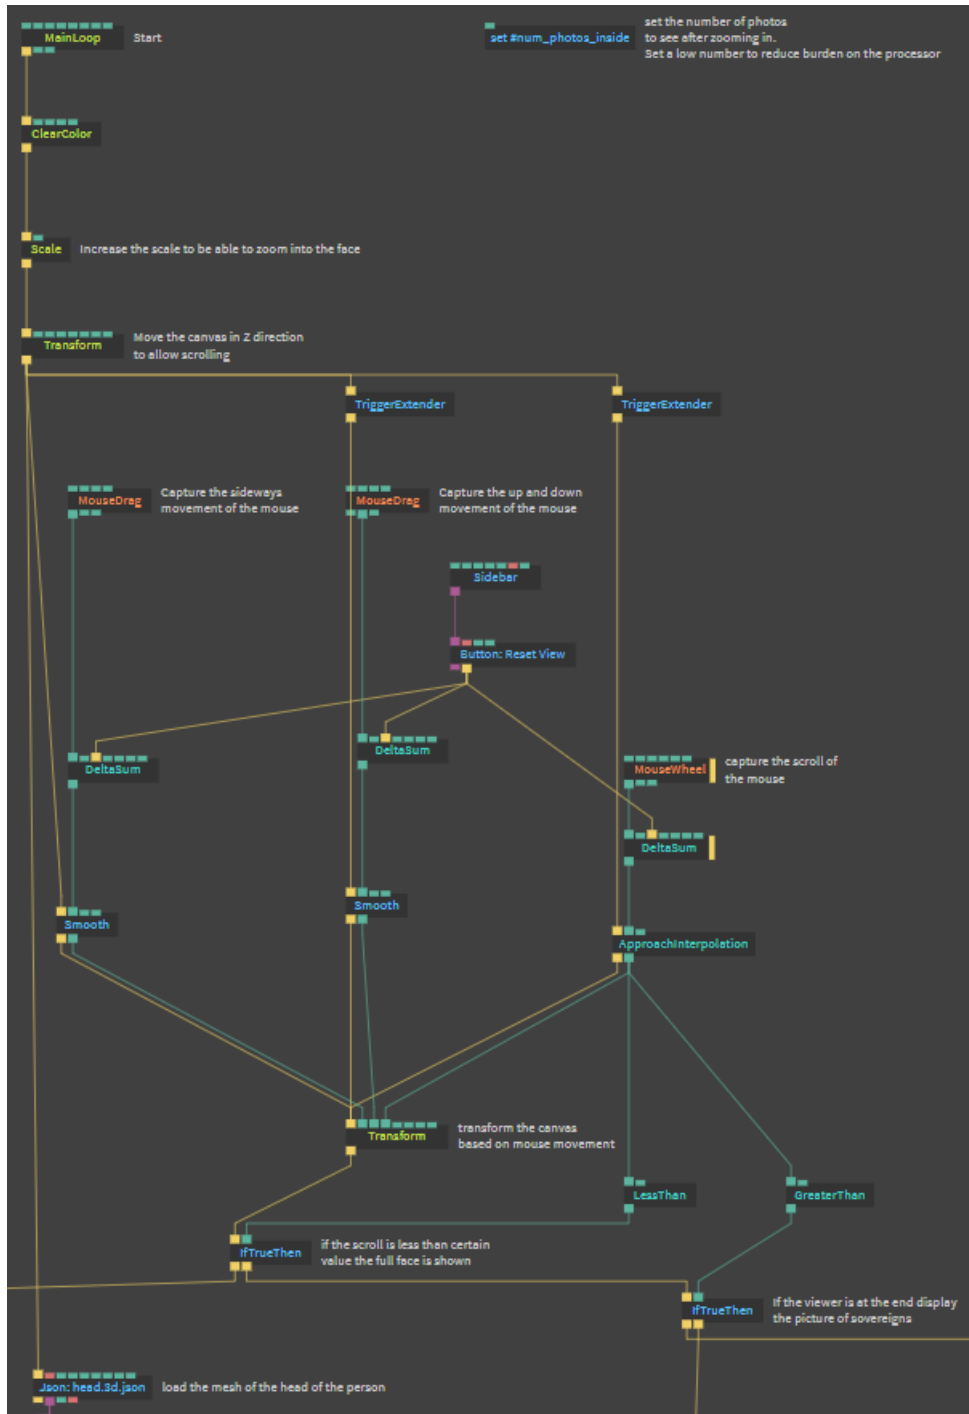 MainLoop
Start
set #num_photos_inside
set the number of photos
to see after zooming in.
Set a low number to reduce burden on the processor
ClearColor
Scale
Increase the scale to be able to zoom into the face
Transform
Move the canvas in Z direction
to allow scrolling
TriggerExtender
TriggerExtender
MouseDrag
Capture the sideways
movement of the mouse
MouseDrag
Capture the up and down
movement of the mouse
Sidebar
Button: Reset View
DeltaSum
DeltaSum
MouseWheel
capture the scroll of
the mouse
DeltaSum
Smooth
Smooth
ApproachInterpolation
Transform
transform the canvas
based on mouse movement
LessThan
GreaterThan
IfTrueThen
if the scroll is less than certain
value the full face is shown
IfTrueThen
If the viewer is at the end display
the picture of sovereigns
Json: head.3d.json
load the mesh of the head of the person